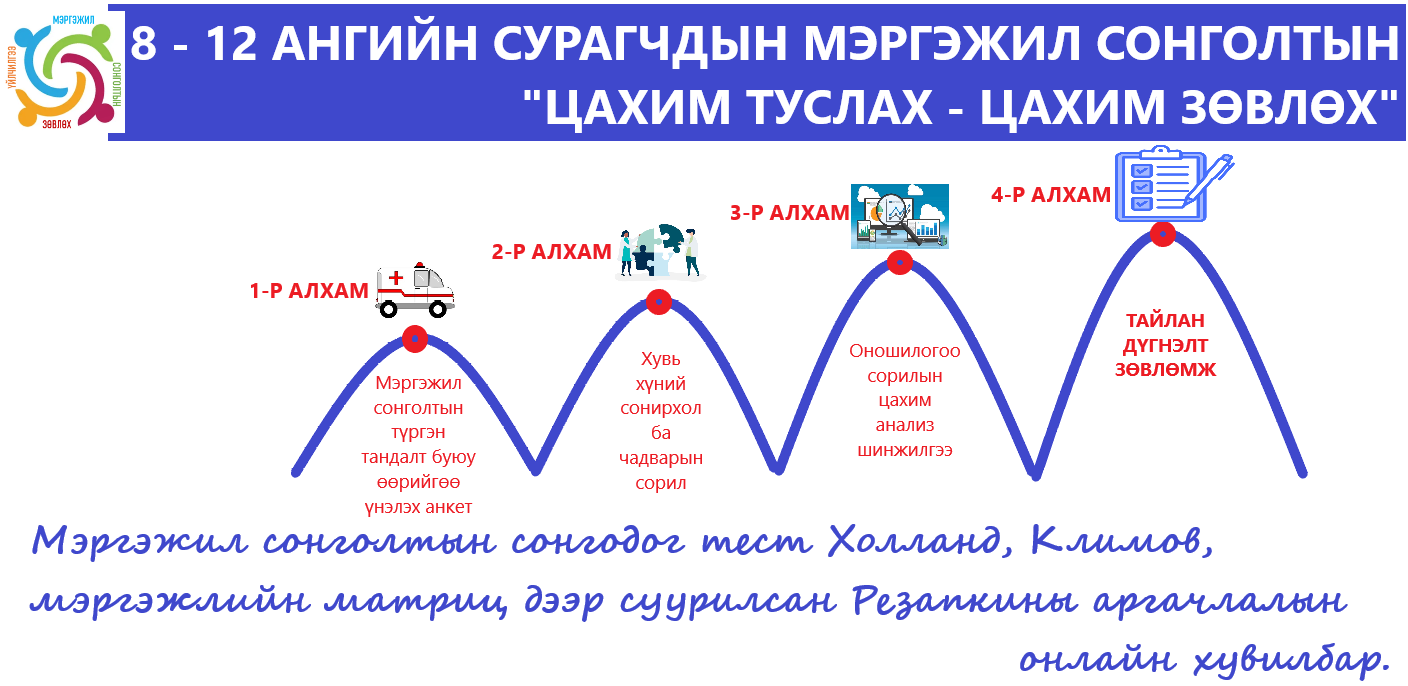 МЭРГЭЖИЛ
СОНГОЛТЫН
ЗӨВЛӨХ
ҮЙЛЧИЛГЭЭ
8 - 12 АНГИЙН СУРАГЧДЫН МЭРГЭЖИЛ СОНГОЛТЫН
"ЦАХИМ ТУСЛАХ - ЦАХИМ ЗӨВЛӨХ"
1-Р АЛХАМ
Мэргэжил
сонголтын
түргэн
тандалт буюу
өөрийгөө
үнэлэх анкет
2-Р АЛХАМ
Хувь
хүний
сонирхол
ба
чадварын
сорил
3-Р АЛХАМ
Оношилогоо
сорилын
цахим
анализ
шинжилгээ
4-Р АЛХАМ
ТАЙЛАН
ДҮГНЭЛТ
ЗӨВЛӨМЖ
Мэргэжил сонголтын сонгодог тест Холланд, Климов,
мэргэжлийн матриц дээр суурилсан Резапкины аргачлалын
онлайн хувилбар.